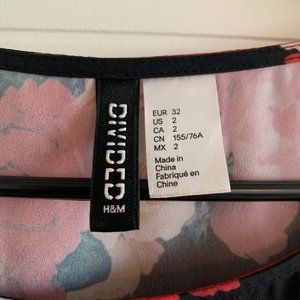 DIVIDED
H&M
EUR 32
US 2
CA 2
CN 155/76A
MX 2
Made in
China
Fabriqué en
Chine